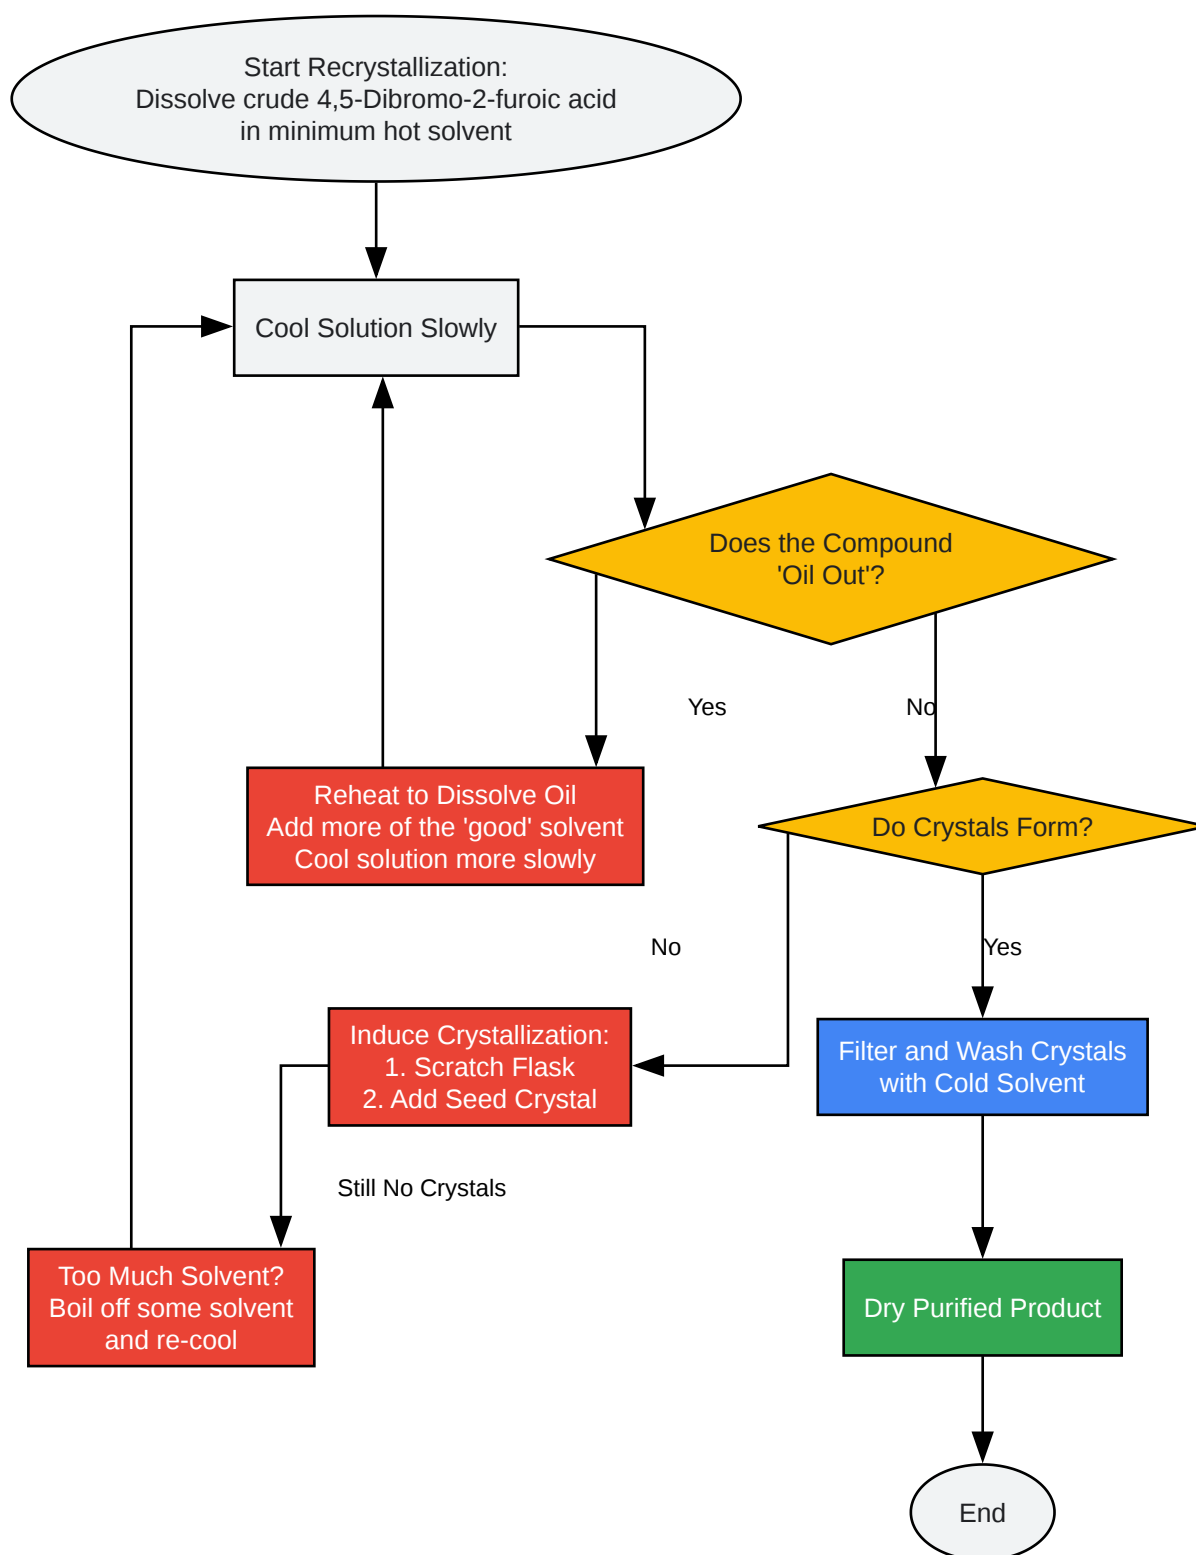 Start Recrystallization:
Dissolve crude 4,5-Dibromo-2-furoic acid
in minimum hot solvent
Cool Solution Slowly
Does the Compound
'Oil Out'?
Yes
No
Reheat to Dissolve Oil
Add more of the 'good' solvent
Cool solution more slowly
Do Crystals Form?
No
Yes
Induce Crystallization:
1. Scratch Flask
2. Add Seed Crystal
Filter and Wash Crystals
with Cold Solvent
Still No Crystals
Too Much Solvent?
Boil off some solvent
and re-cool
Dry Purified Product
End